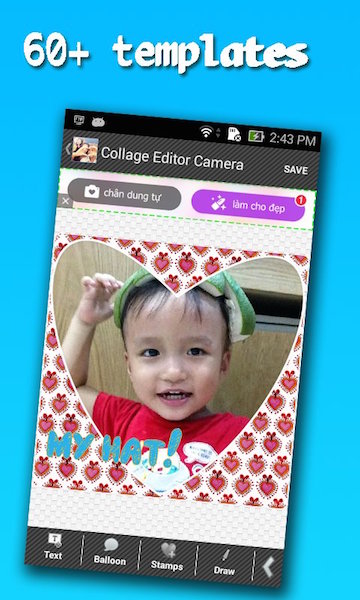 60+ templates
2:43 PM
Collage Editor Camera
SAVE
chân dung tự
làm cho đẹp
1
MY HAT!
Text
Balloon
Stamps
Draw